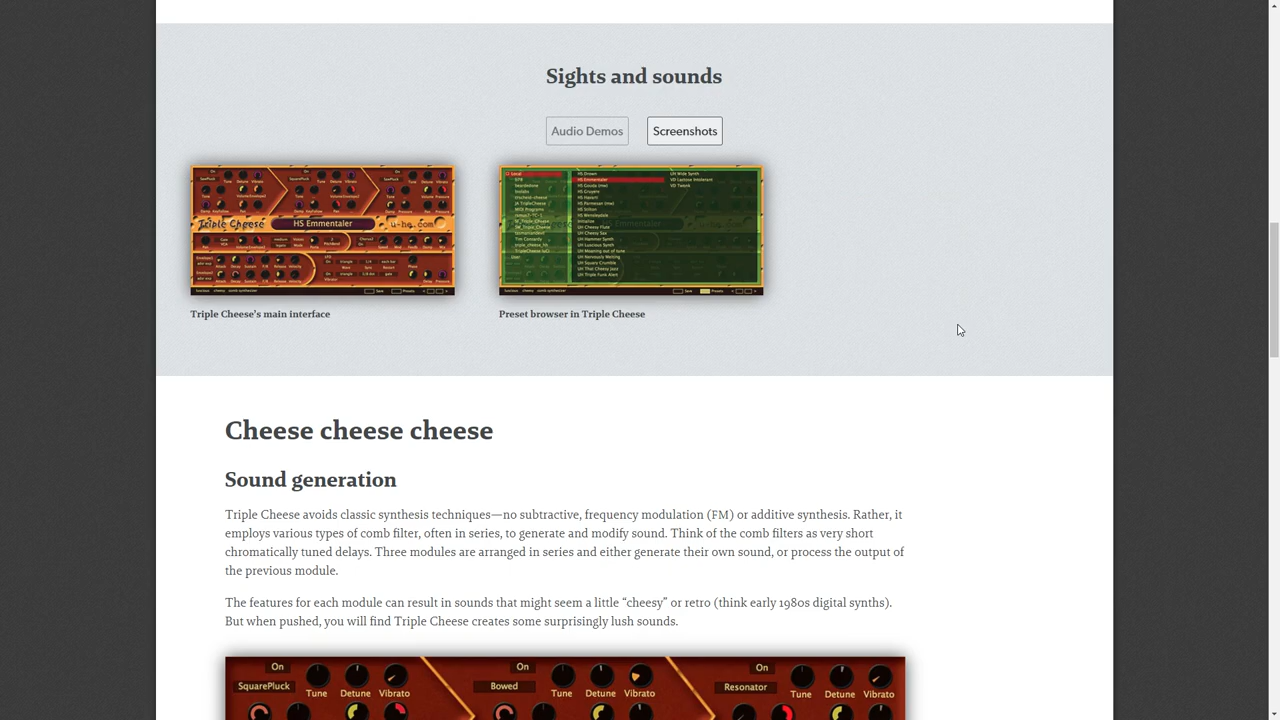 Sights and sounds
Audio Demos
Screenshots
Triple Cheese
HS Emmentaler
u-he.com
Triple Cheese's main interface
Preset browser in Triple Cheese
Cheese cheese cheese
Sound generation
Triple Cheese avoids classic synthesis techniques—no subtractive, frequency modulation (FM) or additive synthesis. Rather, it
employs various types of comb filter, often in series, to generate and modify sound. Think of the comb filters as very short
chromatically tuned delays. Three modules are arranged in series and either generate their own sound, or process the output of
the previous module.
The features for each module can result in sounds that might seem a little “cheesy” or retro (think early 1980s digital synths).
But when pushed, you will find Triple Cheese creates some surprisingly lush sounds.
On On On
SquarePluck Tune Detune Vibrato Bowed Tune Detune Vibrato Resonator Tune Detune Vibrato